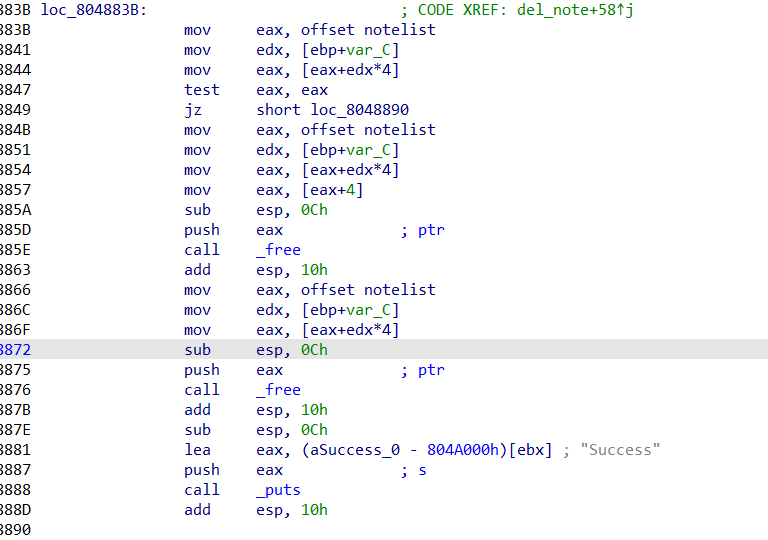 883B loc_804883B:                            ; CODE XREF: del_note+58↑j
883B                 mov     eax, offset notelist
8841                 mov     edx, [ebp+var_C]
8844                 mov     eax, [eax+edx*4]
8847                 test    eax, eax
8849                 jz      short loc_8048890
884B                 mov     eax, offset notelist
8851                 mov     edx, [ebp+var_C]
8854                 mov     eax, [eax+edx*4]
8857                 mov     eax, [eax+4]
885A                 sub     esp, 0Ch
885D                 push    eax             ; ptr
885E                 call    _free
8863                 add     esp, 10h
8866                 mov     eax, offset notelist
886C                 mov     edx, [ebp+var_C]
886F                 mov     eax, [eax+edx*4]
8872                 sub     esp, 0Ch
8875                 push    eax             ; ptr
8876                 call    _free
887B                 add     esp, 10h
887E                 sub     esp, 0Ch
8881                 lea     eax, (aSuccess_0 - 804A000h)[ebx] ; "Success"
8887                 push    eax             ; s
8888                 call    _puts
888D                 add     esp, 10h
8890